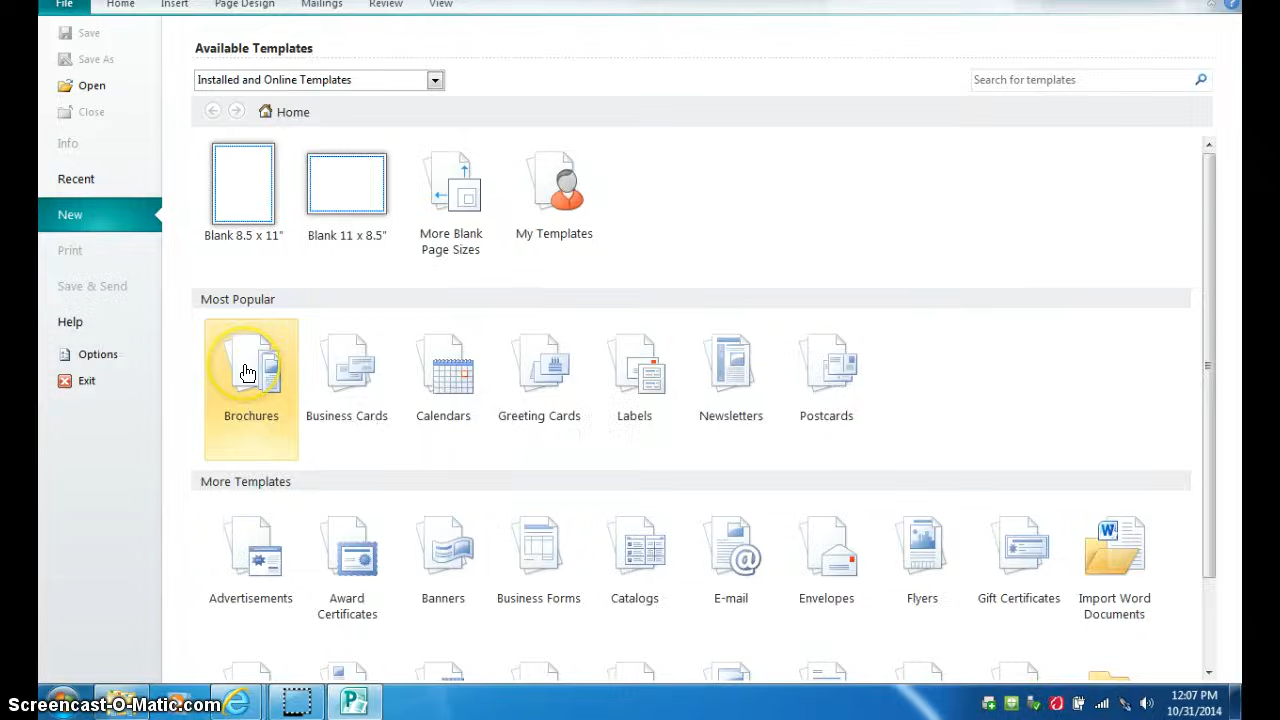 File Home Insert Page Design Mailings Review View
Save
Save As
Open
Close
Info
Recent
New
Print
Save & Send
Help
Options
Exit
Available Templates
Installed and Online Templates
Search for templates
Home
Blank 8.5 x 11"
Blank 11 x 8.5"
More Blank
Page Sizes
My Templates
Most Popular
Brochures
Business Cards
Calendars
Greeting Cards
Labels
Newsletters
Postcards
More Templates
Advertisements
Award
Certificates
Banners
Business Forms
Catalogs
E-mail
Envelopes
Flyers
Gift Certificates
Import Word
Documents
Screencast-O-Matic.com
12:07 PM
10/31/2014